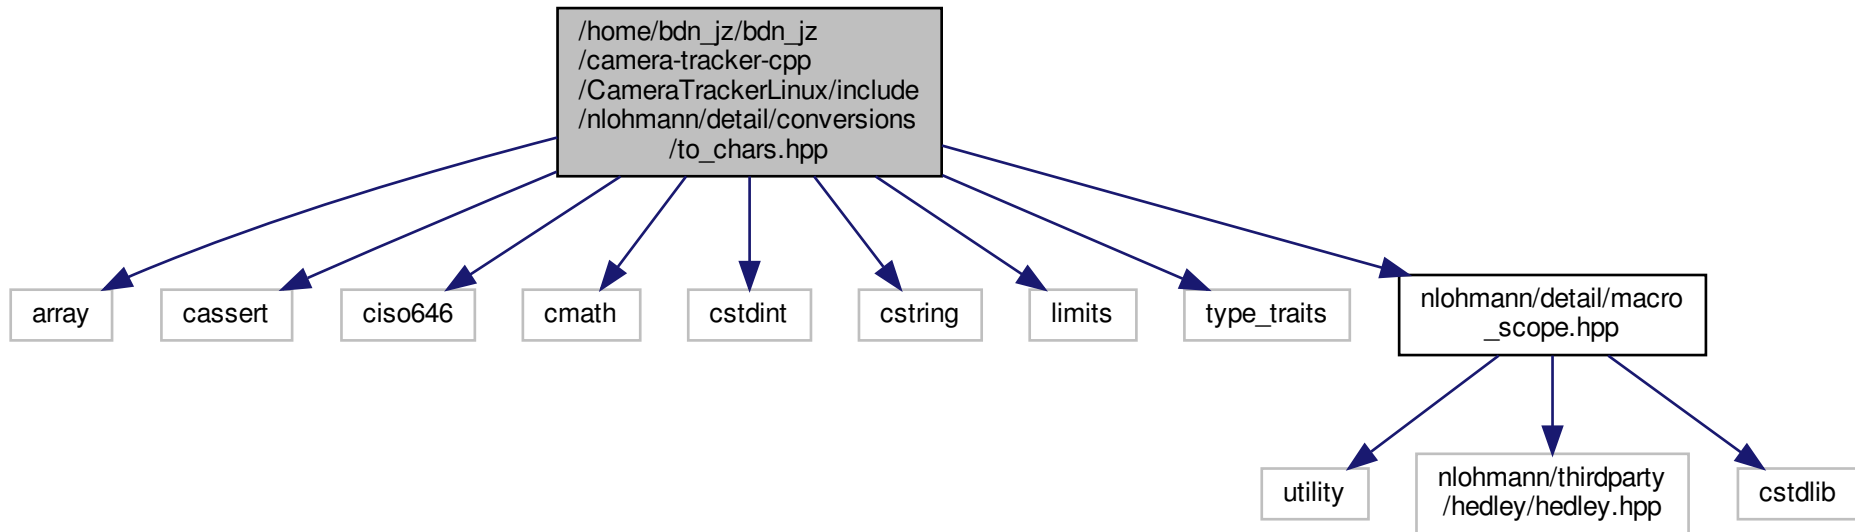 /home/bdn_jz/bdn_jz
/camera-tracker-cpp
/CameraTrackerLinux/include
/nlohmann/detail/conversions
/to_chars.hpp
array
cassert
ciso646
cmath
cstdint
cstring
limits
type_traits
nlohmann/detail/macro
_scope.hpp
utility
nlohmann/thirdparty
/hedley/hedley.hpp
cstdlib